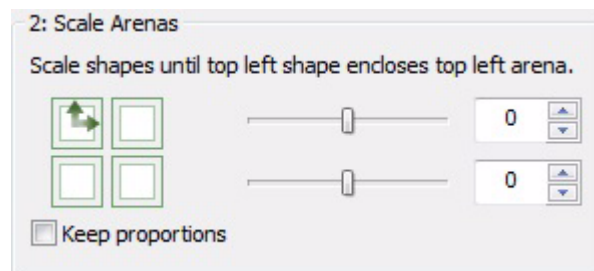 2: Scale Arenas
Scale shapes until top left shape encloses top left arena.
0
0
Keep proportions